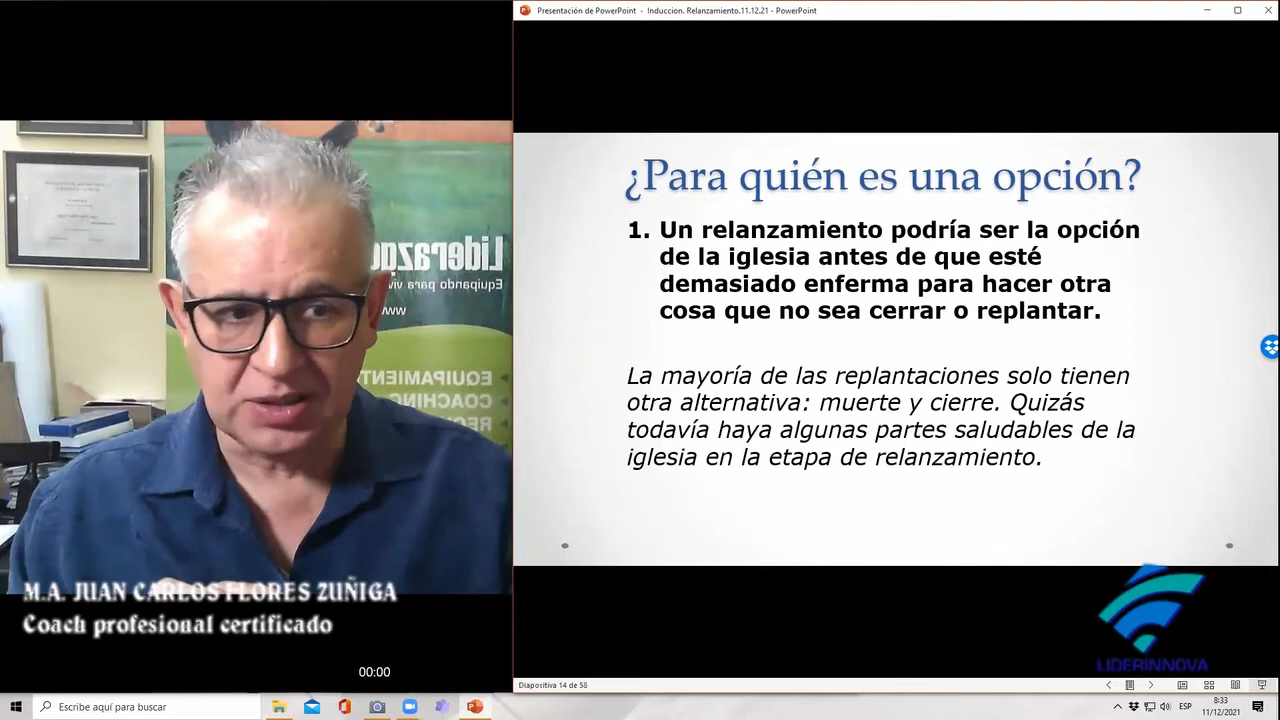 Presentación de PowerPoint - Induccion. Relanzamiento.11.12.21 - PowerPoint
Liderazgo
Equipando para viv
www
EQUIPAMIENT
COACHING
¿Para quién es una opción?
1. Un relanzamiento podría ser la opción
de la iglesia antes de que esté
demasiado enferma para hacer otra
cosa que no sea cerrar o replantar.
La mayoría de las replantaciones solo tienen
otra alternativa: muerte y cierre. Quizás
todavía haya algunas partes saludables de la
iglesia en la etapa de relanzamiento.
M.A. JUAN CARLOS FLORES ZUÑIGA
Coach profesional certificado
LIDERINNOVA
00:00
Diapositiva 14 de 58
Escribe aquí para buscar
ESP
8:33
11/12/2021